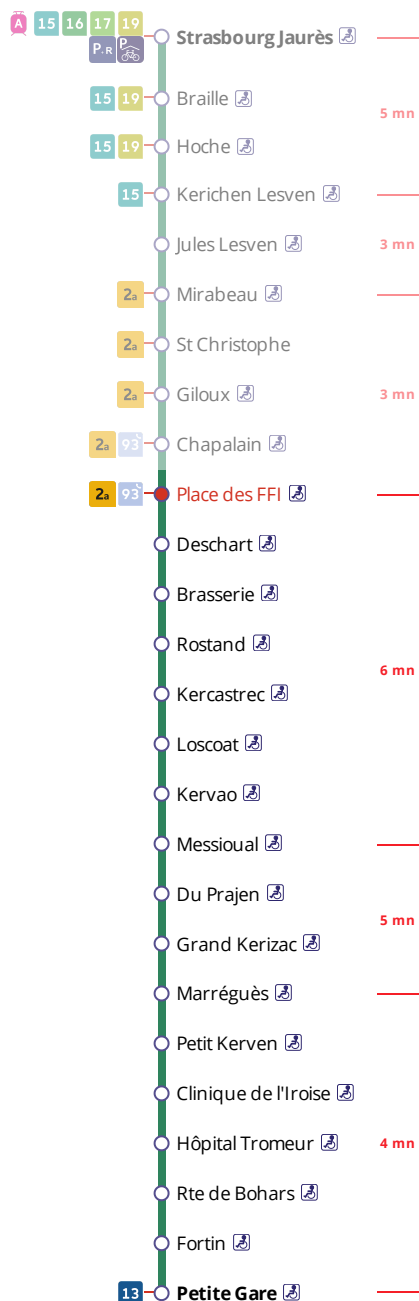 A 15 16 17 19 Strasbourg Jaurès
P+R P
15 19 Braille
5 mn
15 19 Hoche
15 Kerichen Lesven
Jules Lesven 3 mn
2a Mirabeau
2a St Christophe
2a Giloux 3 mn
2a 93 Chapalain
2a 93 Place des FFI
Deschart
Brasserie
Rostand
6 mn
Kercastrec
Loscoat
Kervao
Messioual
Du Prajen
5 mn
Grand Kerizac
Marréguès
Petit Kerven
Clinique de l'Iroise
Hôpital Tromeur 4 mn
Rte de Bohars
Fortin
13 Petite Gare